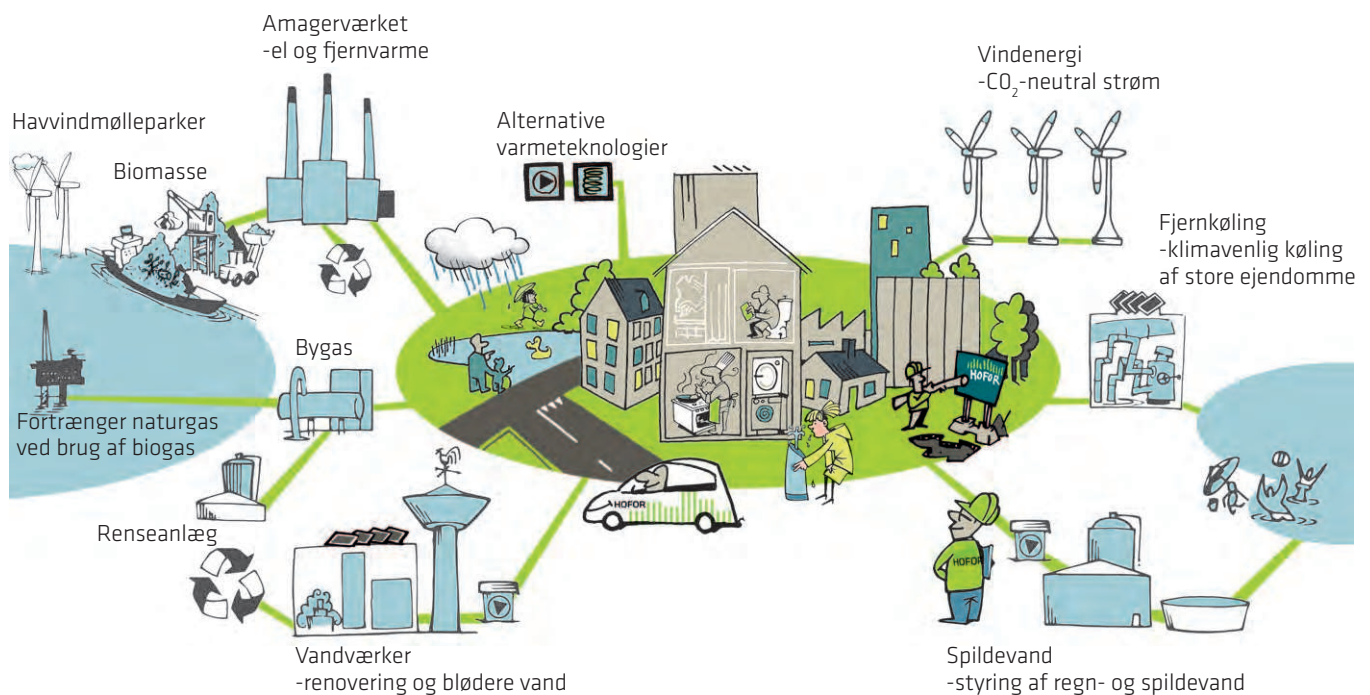 Amagerværket
-el og fjernvarme
Vindenergi
-CO₂-neutral strøm
Havvindmølleparker
Alternative
varmeteknologier
Biomasse
Fjernkøling
-klimavenlig køling
af store ejendomme
Bygas
HOFOR
Fortrænger naturgas
ved brug af biogas
HOFOR
Renseanlæg
HOFOR
Vandværker
-renovering og blødere vand
Spildevand
-styring af regn- og spildevand